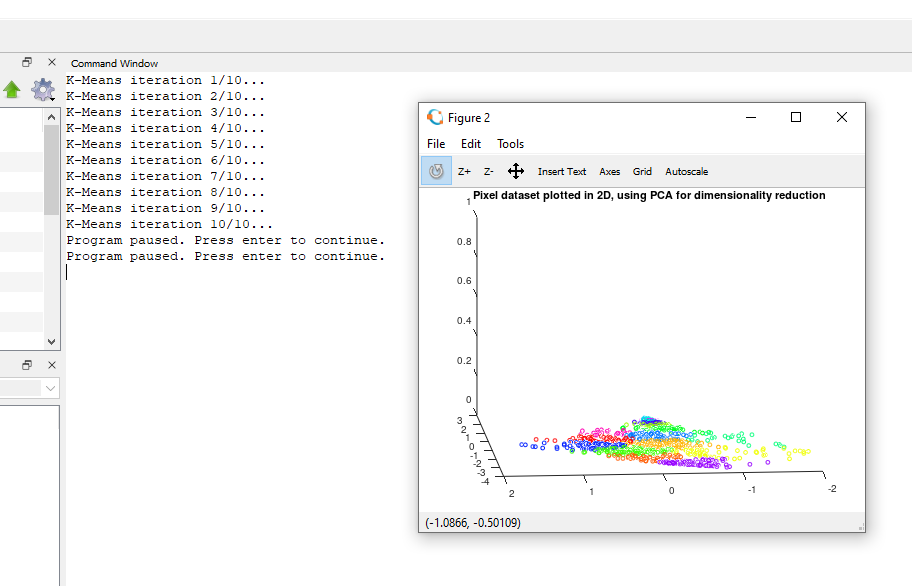 Command Window
K-Means iteration 1/10...
K-Means iteration 2/10...
K-Means iteration 3/10...
K-Means iteration 4/10...
K-Means iteration 5/10...
K-Means iteration 6/10...
K-Means iteration 7/10...
K-Means iteration 8/10...
K-Means iteration 9/10...
K-Means iteration 10/10...
Program paused. Press enter to continue.
Program paused. Press enter to continue.
Figure 2
File Edit Tools
Z+ Z- Insert Text Axes Grid Autoscale
Pixel dataset plotted in 2D, using PCA for dimensionality reduction
1
0.8
0.6
0.4
0.2
0
3
2
1
0
-1
-2
-3
-4
2 1 0 -1 -2
(-1.0866, -0.50109)